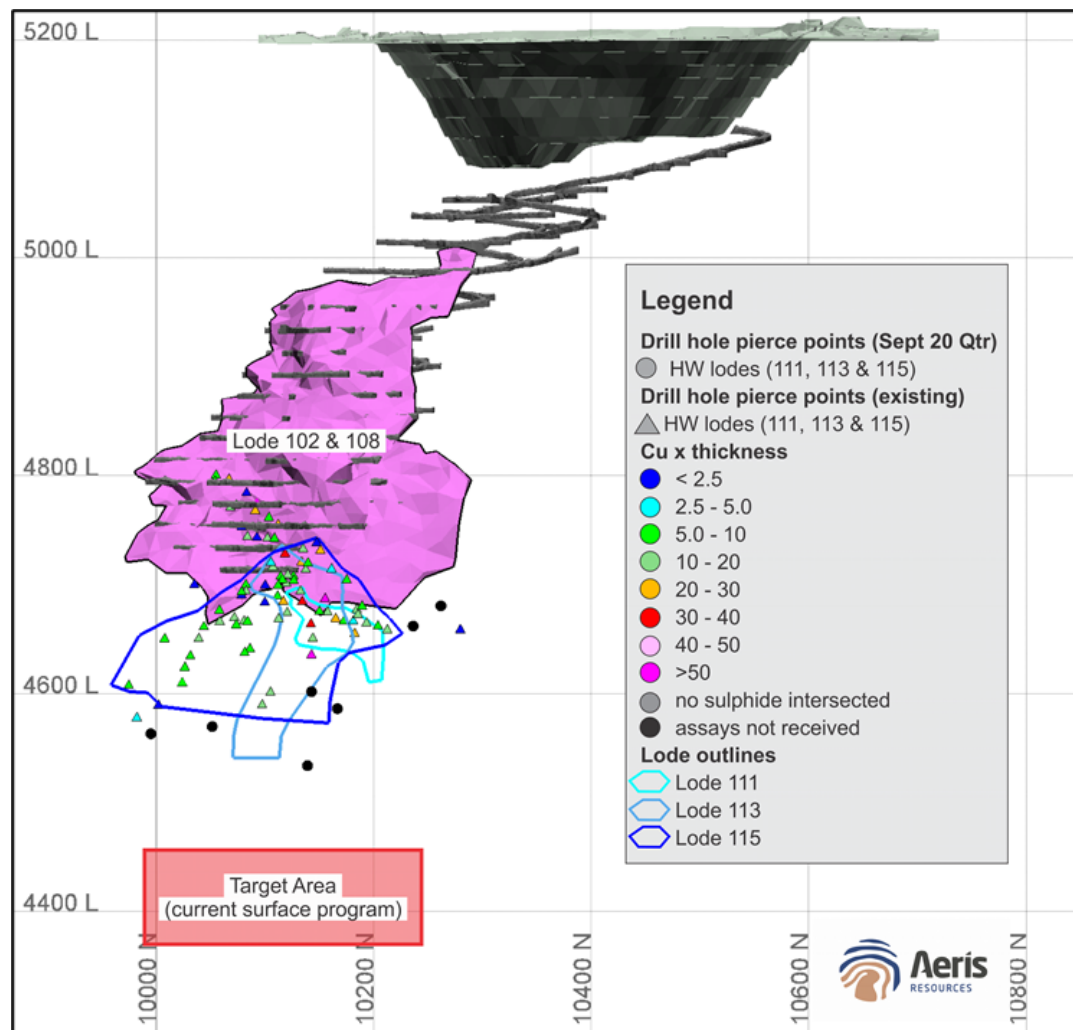 5200 L
5000 L
4800 L
4600 L
4400 L
Lode 102 & 108
Target Area
(current surface program)
10000 N
10200 N
10400 N
10600 N
10800 N
Legend
Drill hole pierce points (Sept 20 Qtr)
HW lodes (111, 113 & 115)
Drill hole pierce points (existing)
HW lodes (111, 113 & 115)
Cu x thickness
< 2.5
2.5 - 5.0
5.0 - 10
10 - 20
20 - 30
30 - 40
40 - 50
>50
no sulphide intersected
assays not received
Lode outlines
Lode 111
Lode 113
Lode 115
Aeris
RESOURCES